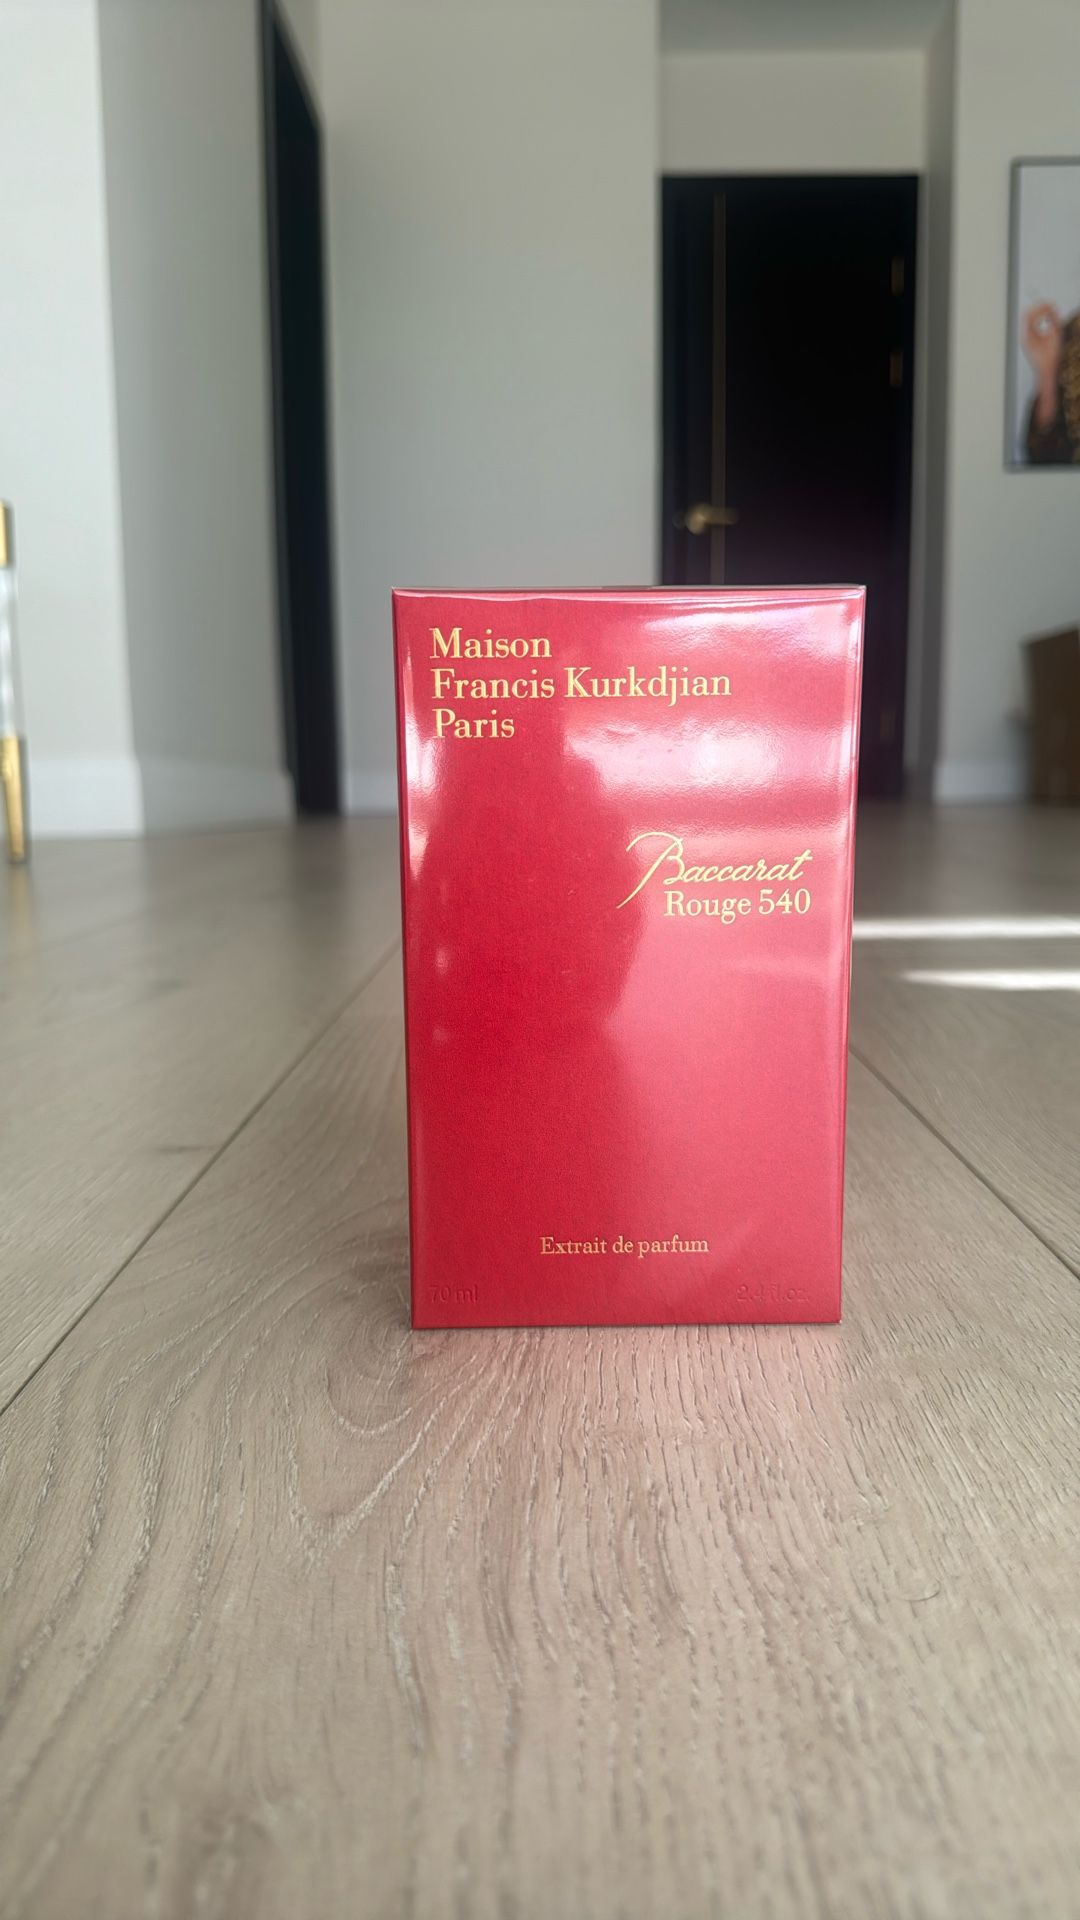 Maison
Francis Kurkdjian
Paris
Baccarat
Rouge 540
Extrait de parfum
70 ml 2.4 fl.oz.